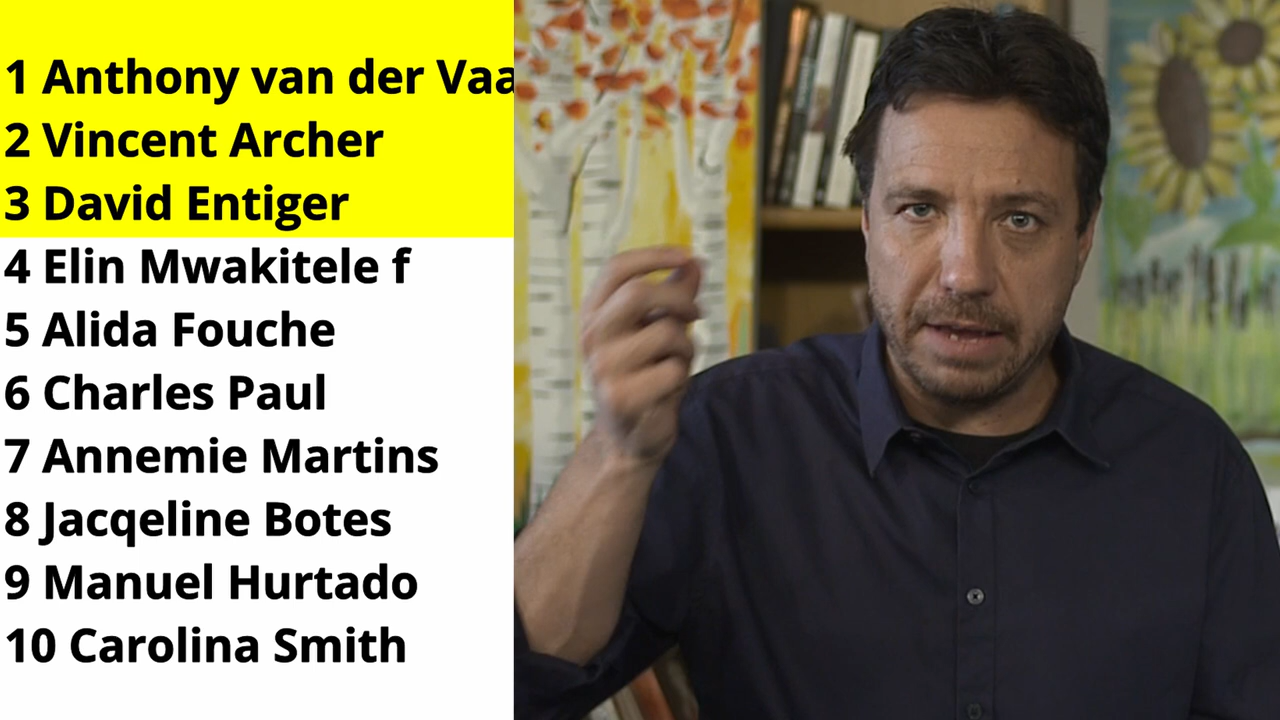 1 Anthony van der Vaa
2 Vincent Archer
3 David Entiger
4 Elin Mwakitele f
5 Alida Fouche
6 Charles Paul
7 Annemie Martins
8 Jacqeline Botes
9 Manuel Hurtado
10 Carolina Smith